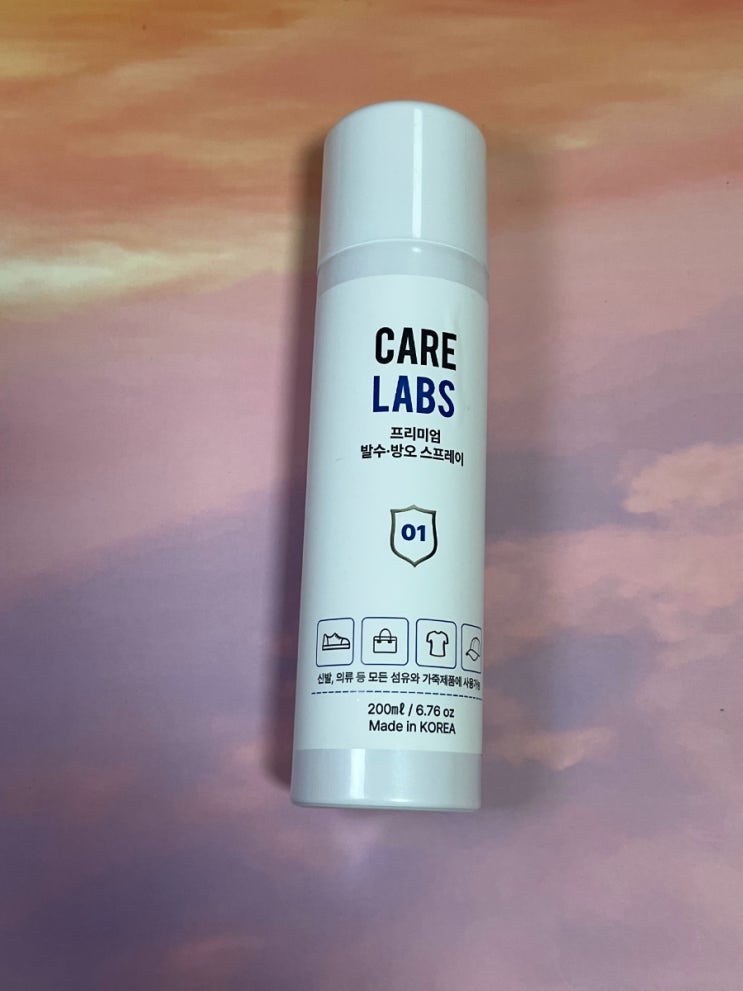 CARE
LABS
프리미엄
발수·방오 스프레이
01
신발, 의류 등 모든 섬유와 가죽제품에 사용가능
200㎖ / 6.76 oz
Made in KOREA